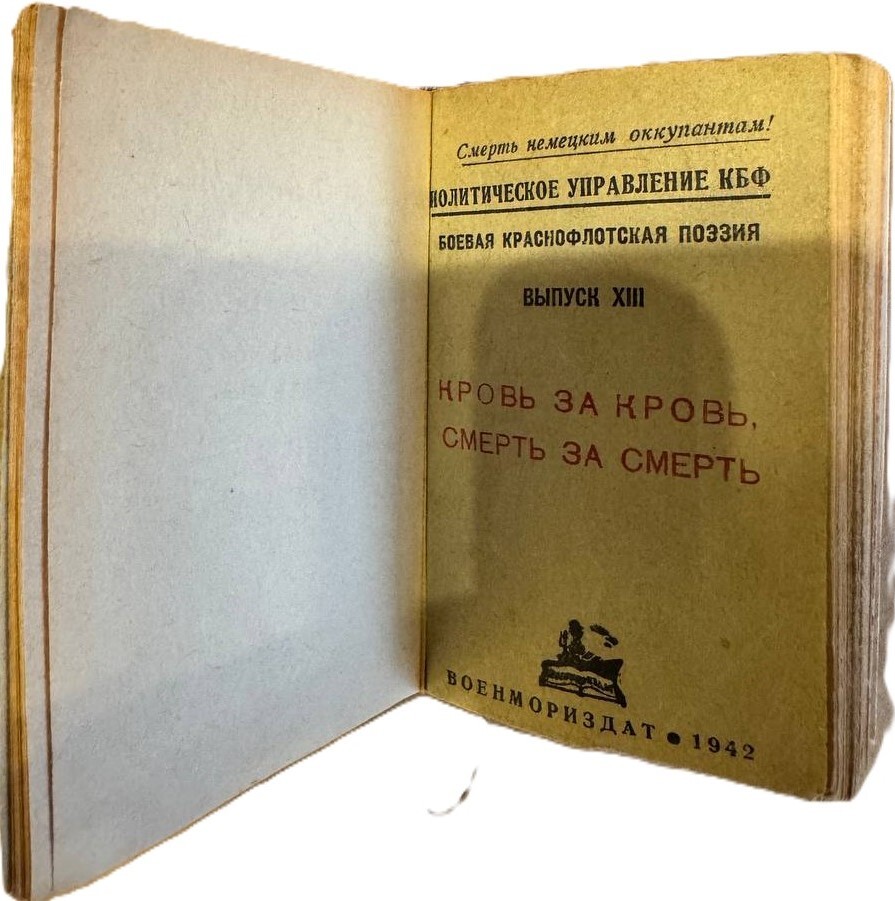 Смерть немецким оккупантам!
ПОЛИТИЧЕСКОЕ УПРАВЛЕНИЕ КБФ
БОЕВАЯ КРАСНОФЛОТСКАЯ ПОЭЗИЯ
ВЫПУСК XIII
КРОВЬ ЗА КРОВЬ,
СМЕРТЬ ЗА СМЕРТЬ
ВОЕНМОРИЗДАТ ● 1942